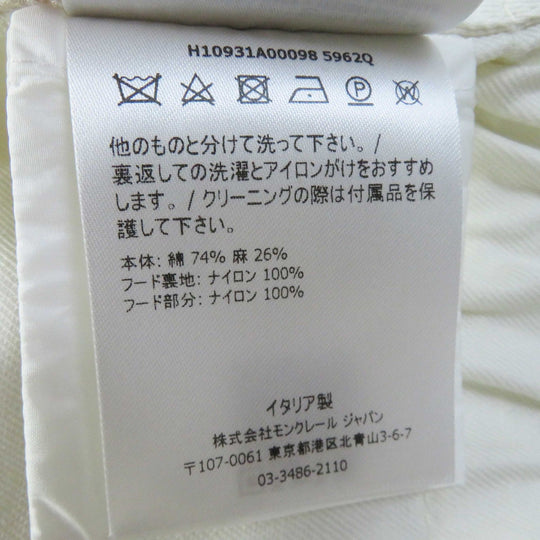 H10931A00098 5962Q
P W
他のものと分けて洗って下さい。/
裏返しての洗濯とアイロンがけをおすすめ
します。/ クリーニングの際は付属品を保
護して下さい。
本体: 綿 74% 麻 26%
フード裏地: ナイロン 100%
フード部分: ナイロン 100%
イタリア製
株式会社モンクレール ジャパン
〒107-0061 東京都港区北青山3-6-7
03-3486-2110